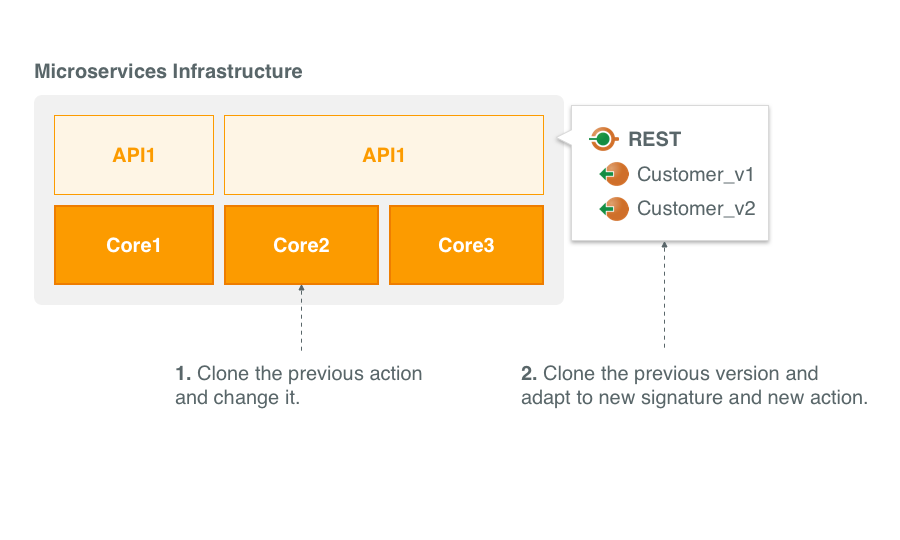 Microservices Infrastructure
API1
API1
REST
Customer_v1
Customer_v2
Core1
Core2
Core3
1. Clone the previous action
and change it.
2. Clone the previous version and
adapt to new signature and new action.